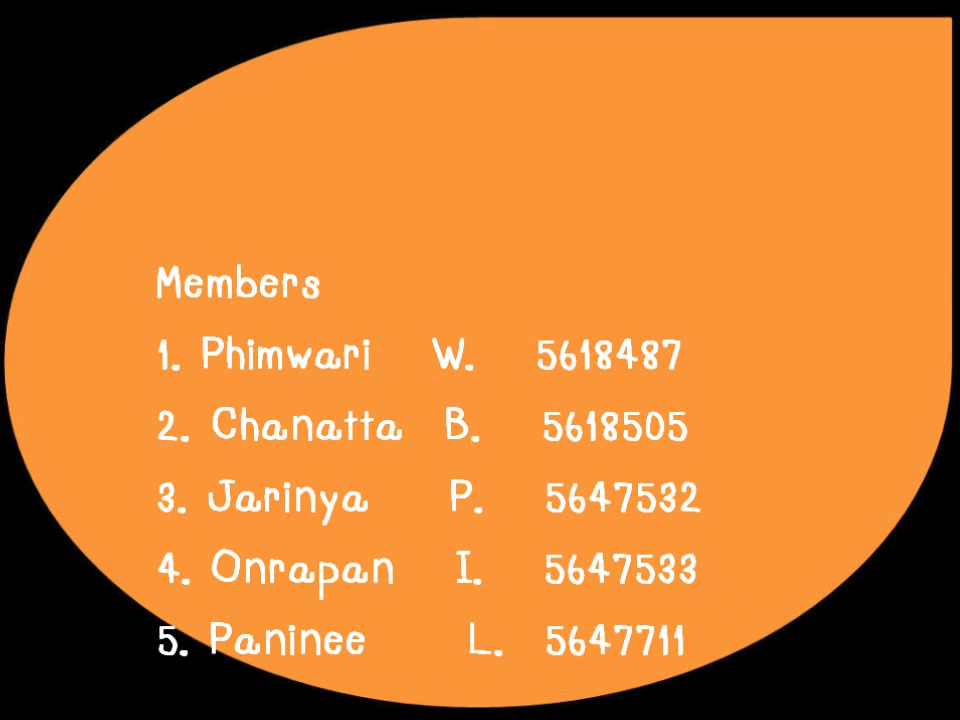 Members
1. Phimwari W. 5618487
2. Chanatta B. 5618505
3. Jarinya P. 5647532
4. Onrapan I. 5647533
5. Paninee L. 5647711